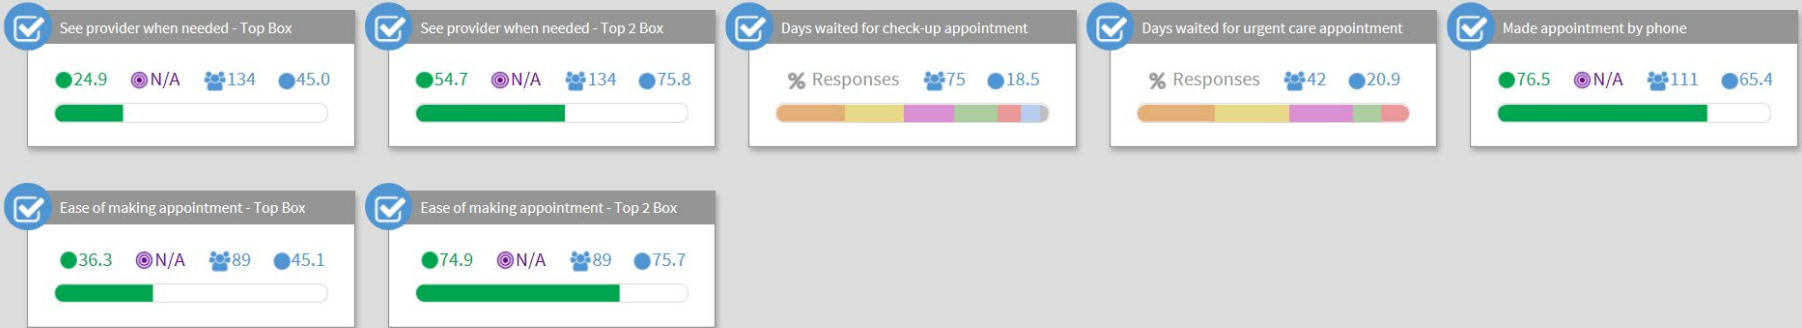 See provider when needed - Top Box
24.9 N/A 134 45.0
See provider when needed - Top 2 Box
54.7 N/A 134 75.8
Days waited for check-up appointment
% Responses 75 18.5
Days waited for urgent care appointment
% Responses 42 20.9
Made appointment by phone
76.5 N/A 111 65.4
Ease of making appointment - Top Box
36.3 N/A 89 45.1
Ease of making appointment - Top 2 Box
74.9 N/A 89 75.7